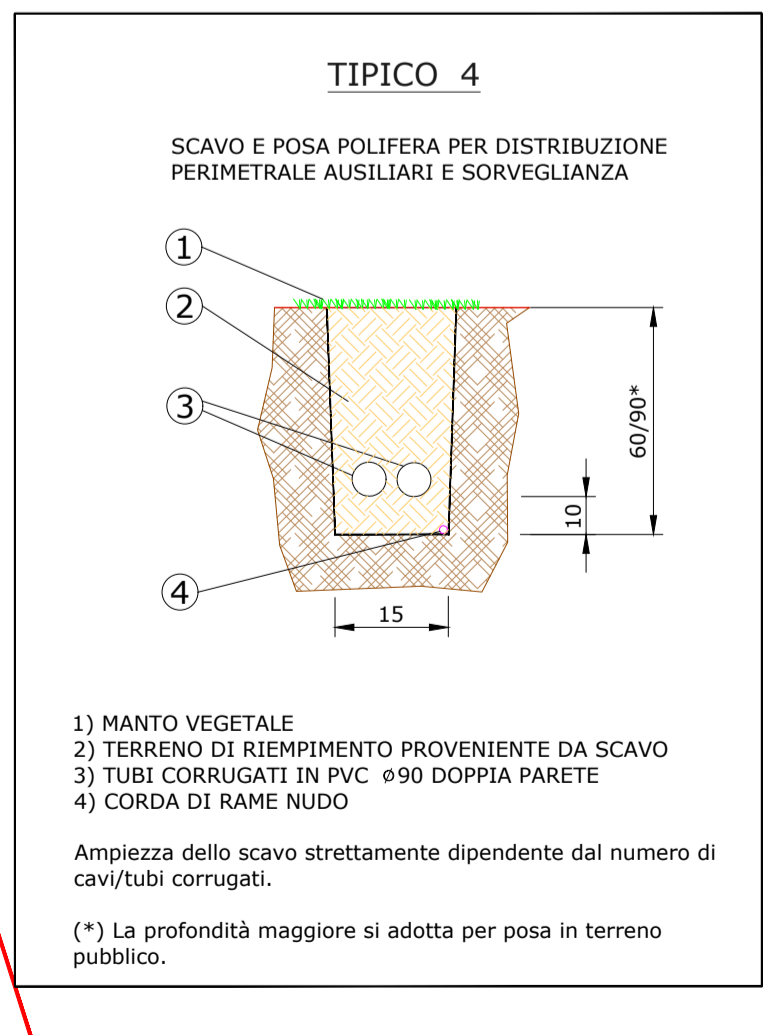 TIPICO 4
SCAVO E POSA POLIFERA PER DISTRIBUZIONE
PERIMETRALE AUSILIARI E SORVEGLIANZA
1
2
3
60/90*
10
4
15
1) MANTO VEGETALE
2) TERRENO DI RIEMPIMENTO PROVENIENTE DA SCAVO
3) TUBI CORRUGATI IN PVC ø90 DOPPIA PARETE
4) CORDA DI RAME NUDO
Ampiezza dello scavo strettamente dipendente dal numero di
cavi/tubi corrugati.
(*) La profondità maggiore si adotta per posa in terreno
pubblico.